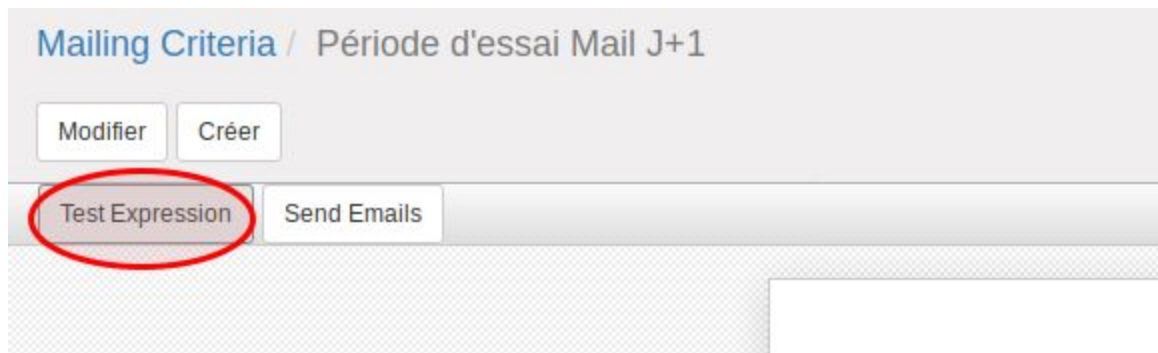 Mailing Criteria / Période d'essai Mail J+1
Modifier Créer
Test Expression Send Emails